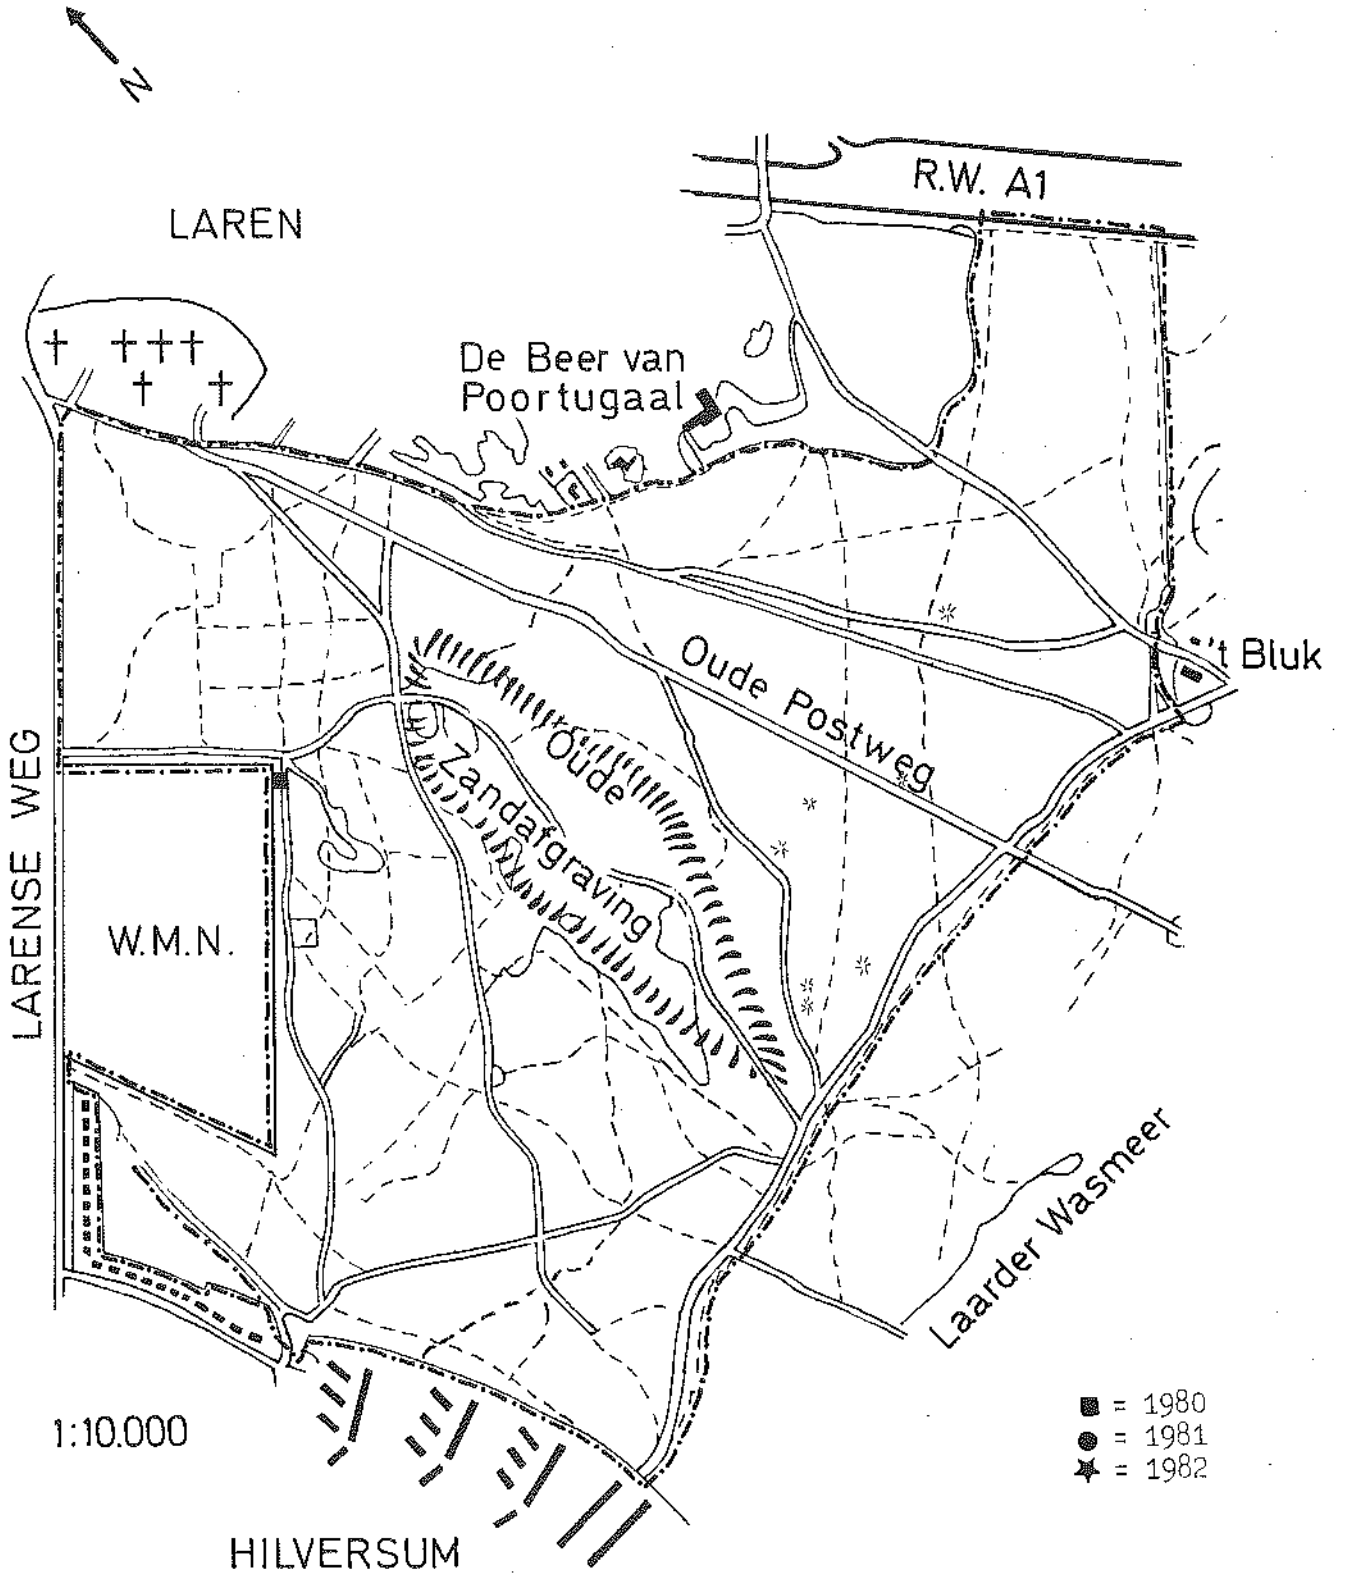 N
R.W. A1
LAREN
De Beer van
Poortugaal
't Bluk
Oude Postweg
Oude
Zandafgraving
LARENSE WEG
W.M.N.
Laarder Wasmeer
1:10.000
■ = 1980
● = 1981
★ = 1982
HILVERSUM